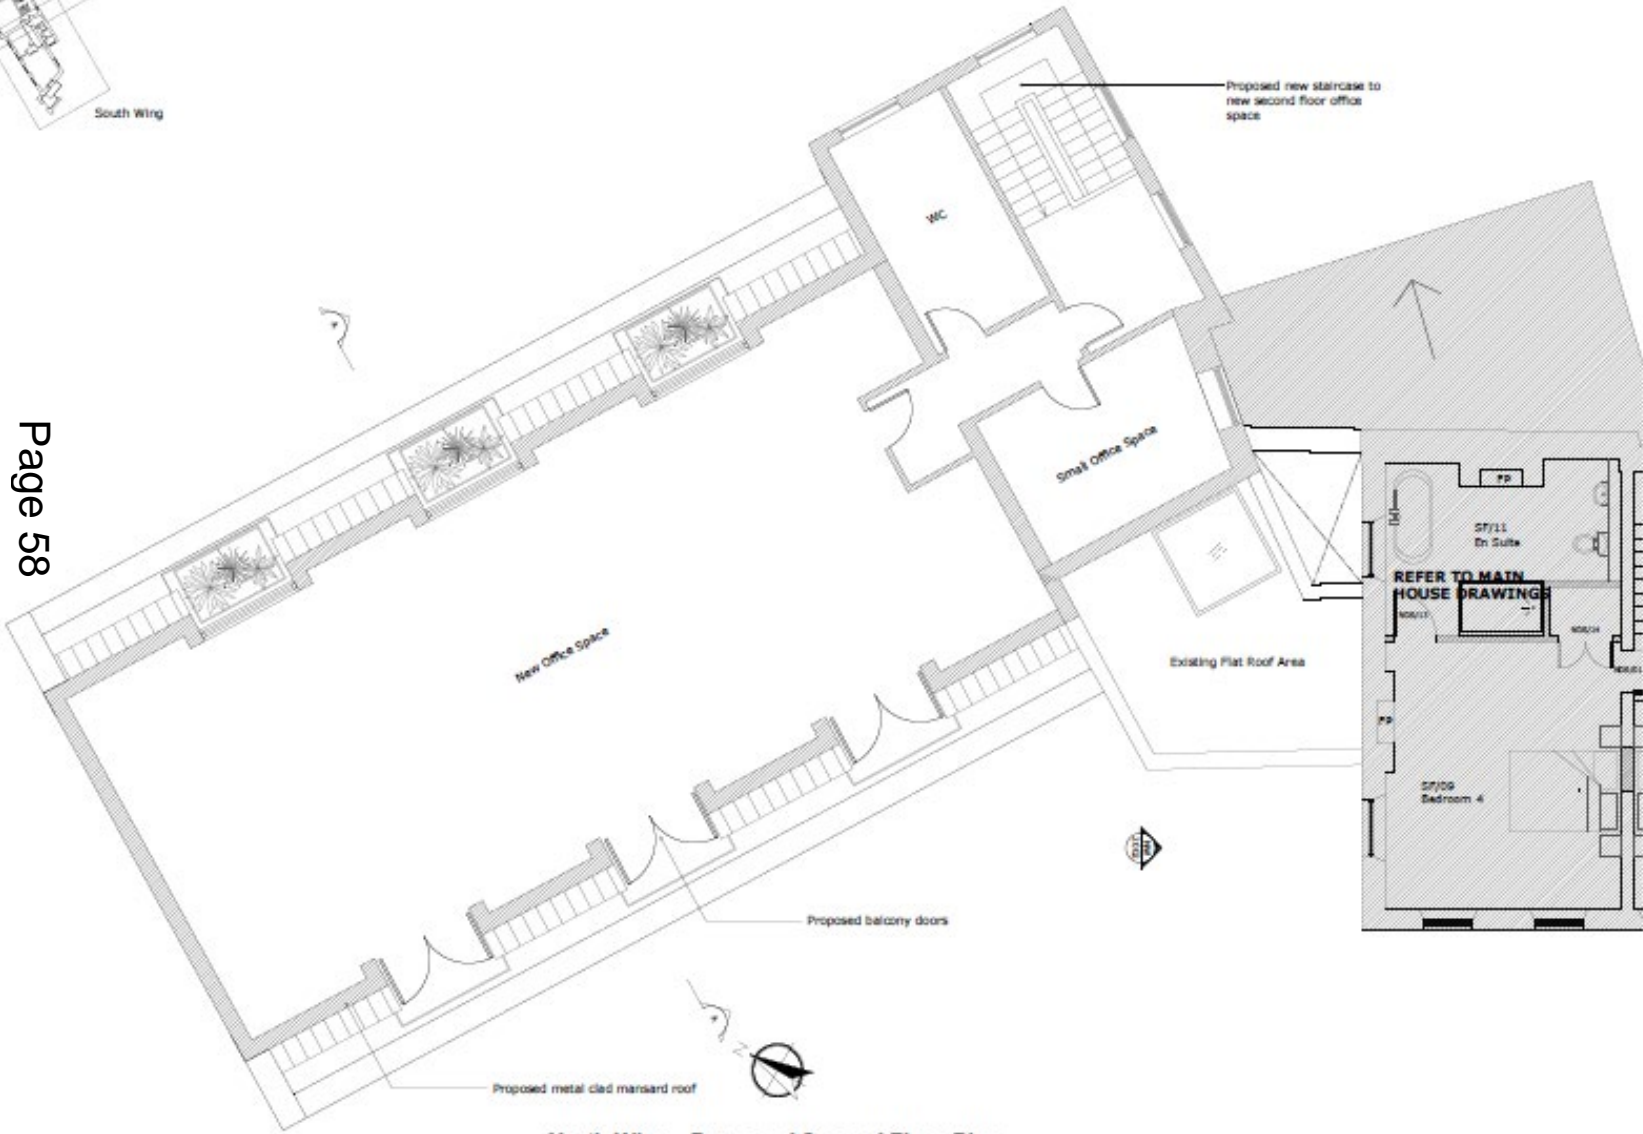 South Wing
Proposed new staircase to
new second floor office
space
WC
Small Office Space
New Office Space
Existing Flat Roof Area
FP
SF/11
En Suite
REFER TO MAIN
HOUSE DRAWINGS
FP
SF/09
Bedroom 4
Proposed balcony doors
N
Proposed metal clad mansard roof
Page 58